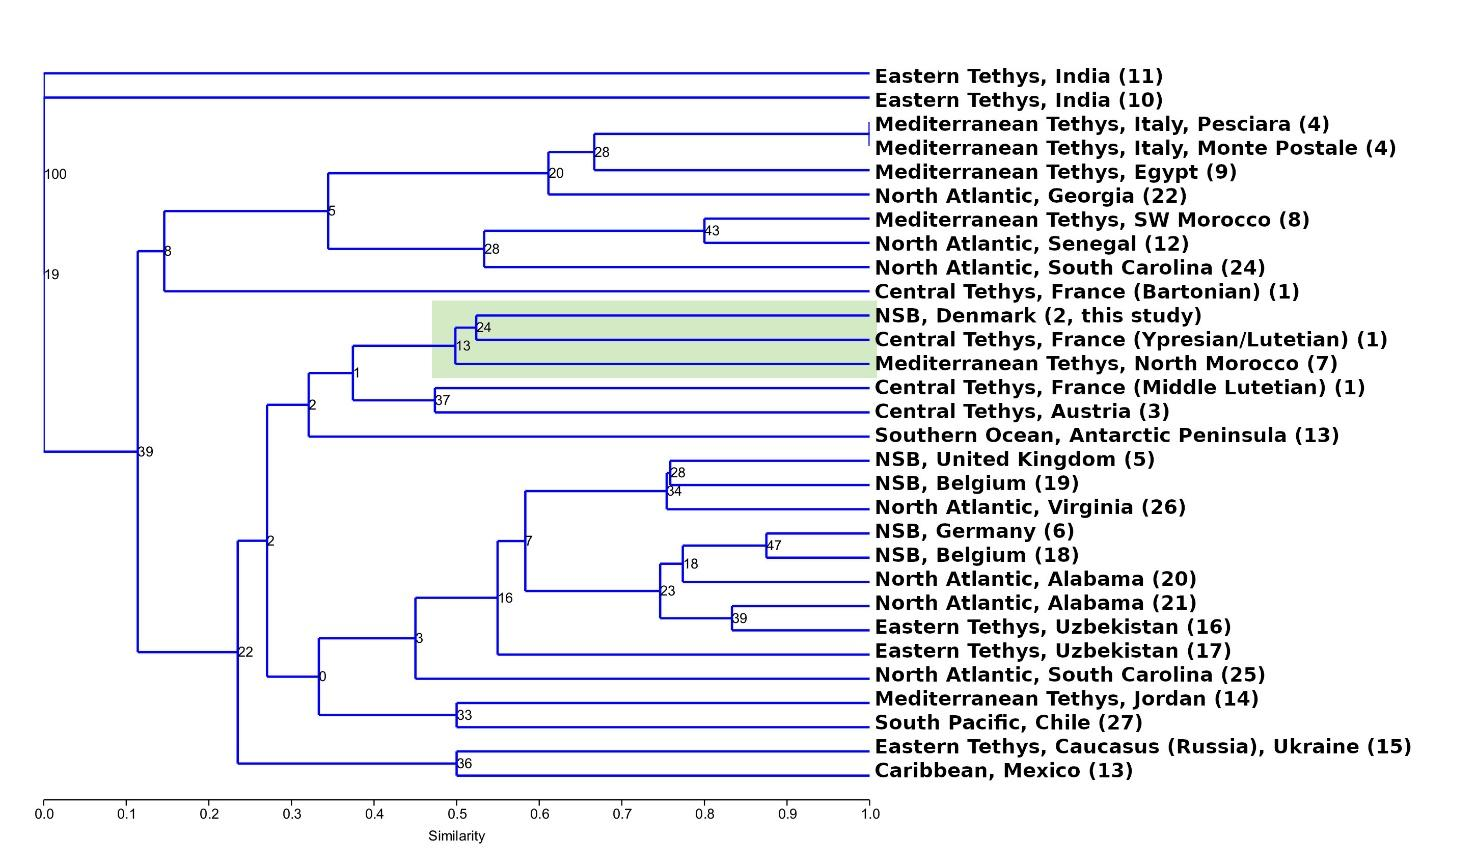 Eastern Tethys, India (11)
Eastern Tethys, India (10)
Mediterranean Tethys, Italy, Pesciara (4)
Mediterranean Tethys, Italy, Monte Postale (4)
28
100
20
Mediterranean Tethys, Egypt (9)
North Atlantic, Georgia (22)
5
Mediterranean Tethys, SW Morocco (8)
43
North Atlantic, Senegal (12)
8
28
North Atlantic, South Carolina (24)
19
Central Tethys, France (Bartonian) (1)
NSB, Denmark (2, this study)
24
Central Tethys, France (Ypresian/Lutetian) (1)
13
Mediterranean Tethys, North Morocco (7)
1
Central Tethys, France (Middle Lutetian) (1)
37
2
Central Tethys, Austria (3)
Southern Ocean, Antarctic Peninsula (13)
39
NSB, United Kingdom (5)
28
NSB, Belgium (19)
34
North Atlantic, Virginia (26)
NSB, Germany (6)
2
7
47
NSB, Belgium (18)
18
North Atlantic, Alabama (20)
23
16
North Atlantic, Alabama (21)
39
Eastern Tethys, Uzbekistan (16)
3
Eastern Tethys, Uzbekistan (17)
22
0
North Atlantic, South Carolina (25)
Mediterranean Tethys, Jordan (14)
33
South Pacific, Chile (27)
Eastern Tethys, Caucasus (Russia), Ukraine (15)
36
Caribbean, Mexico (13)
0.0 0.1 0.2 0.3 0.4 0.5 0.6 0.7 0.8 0.9 1.0
Similarity